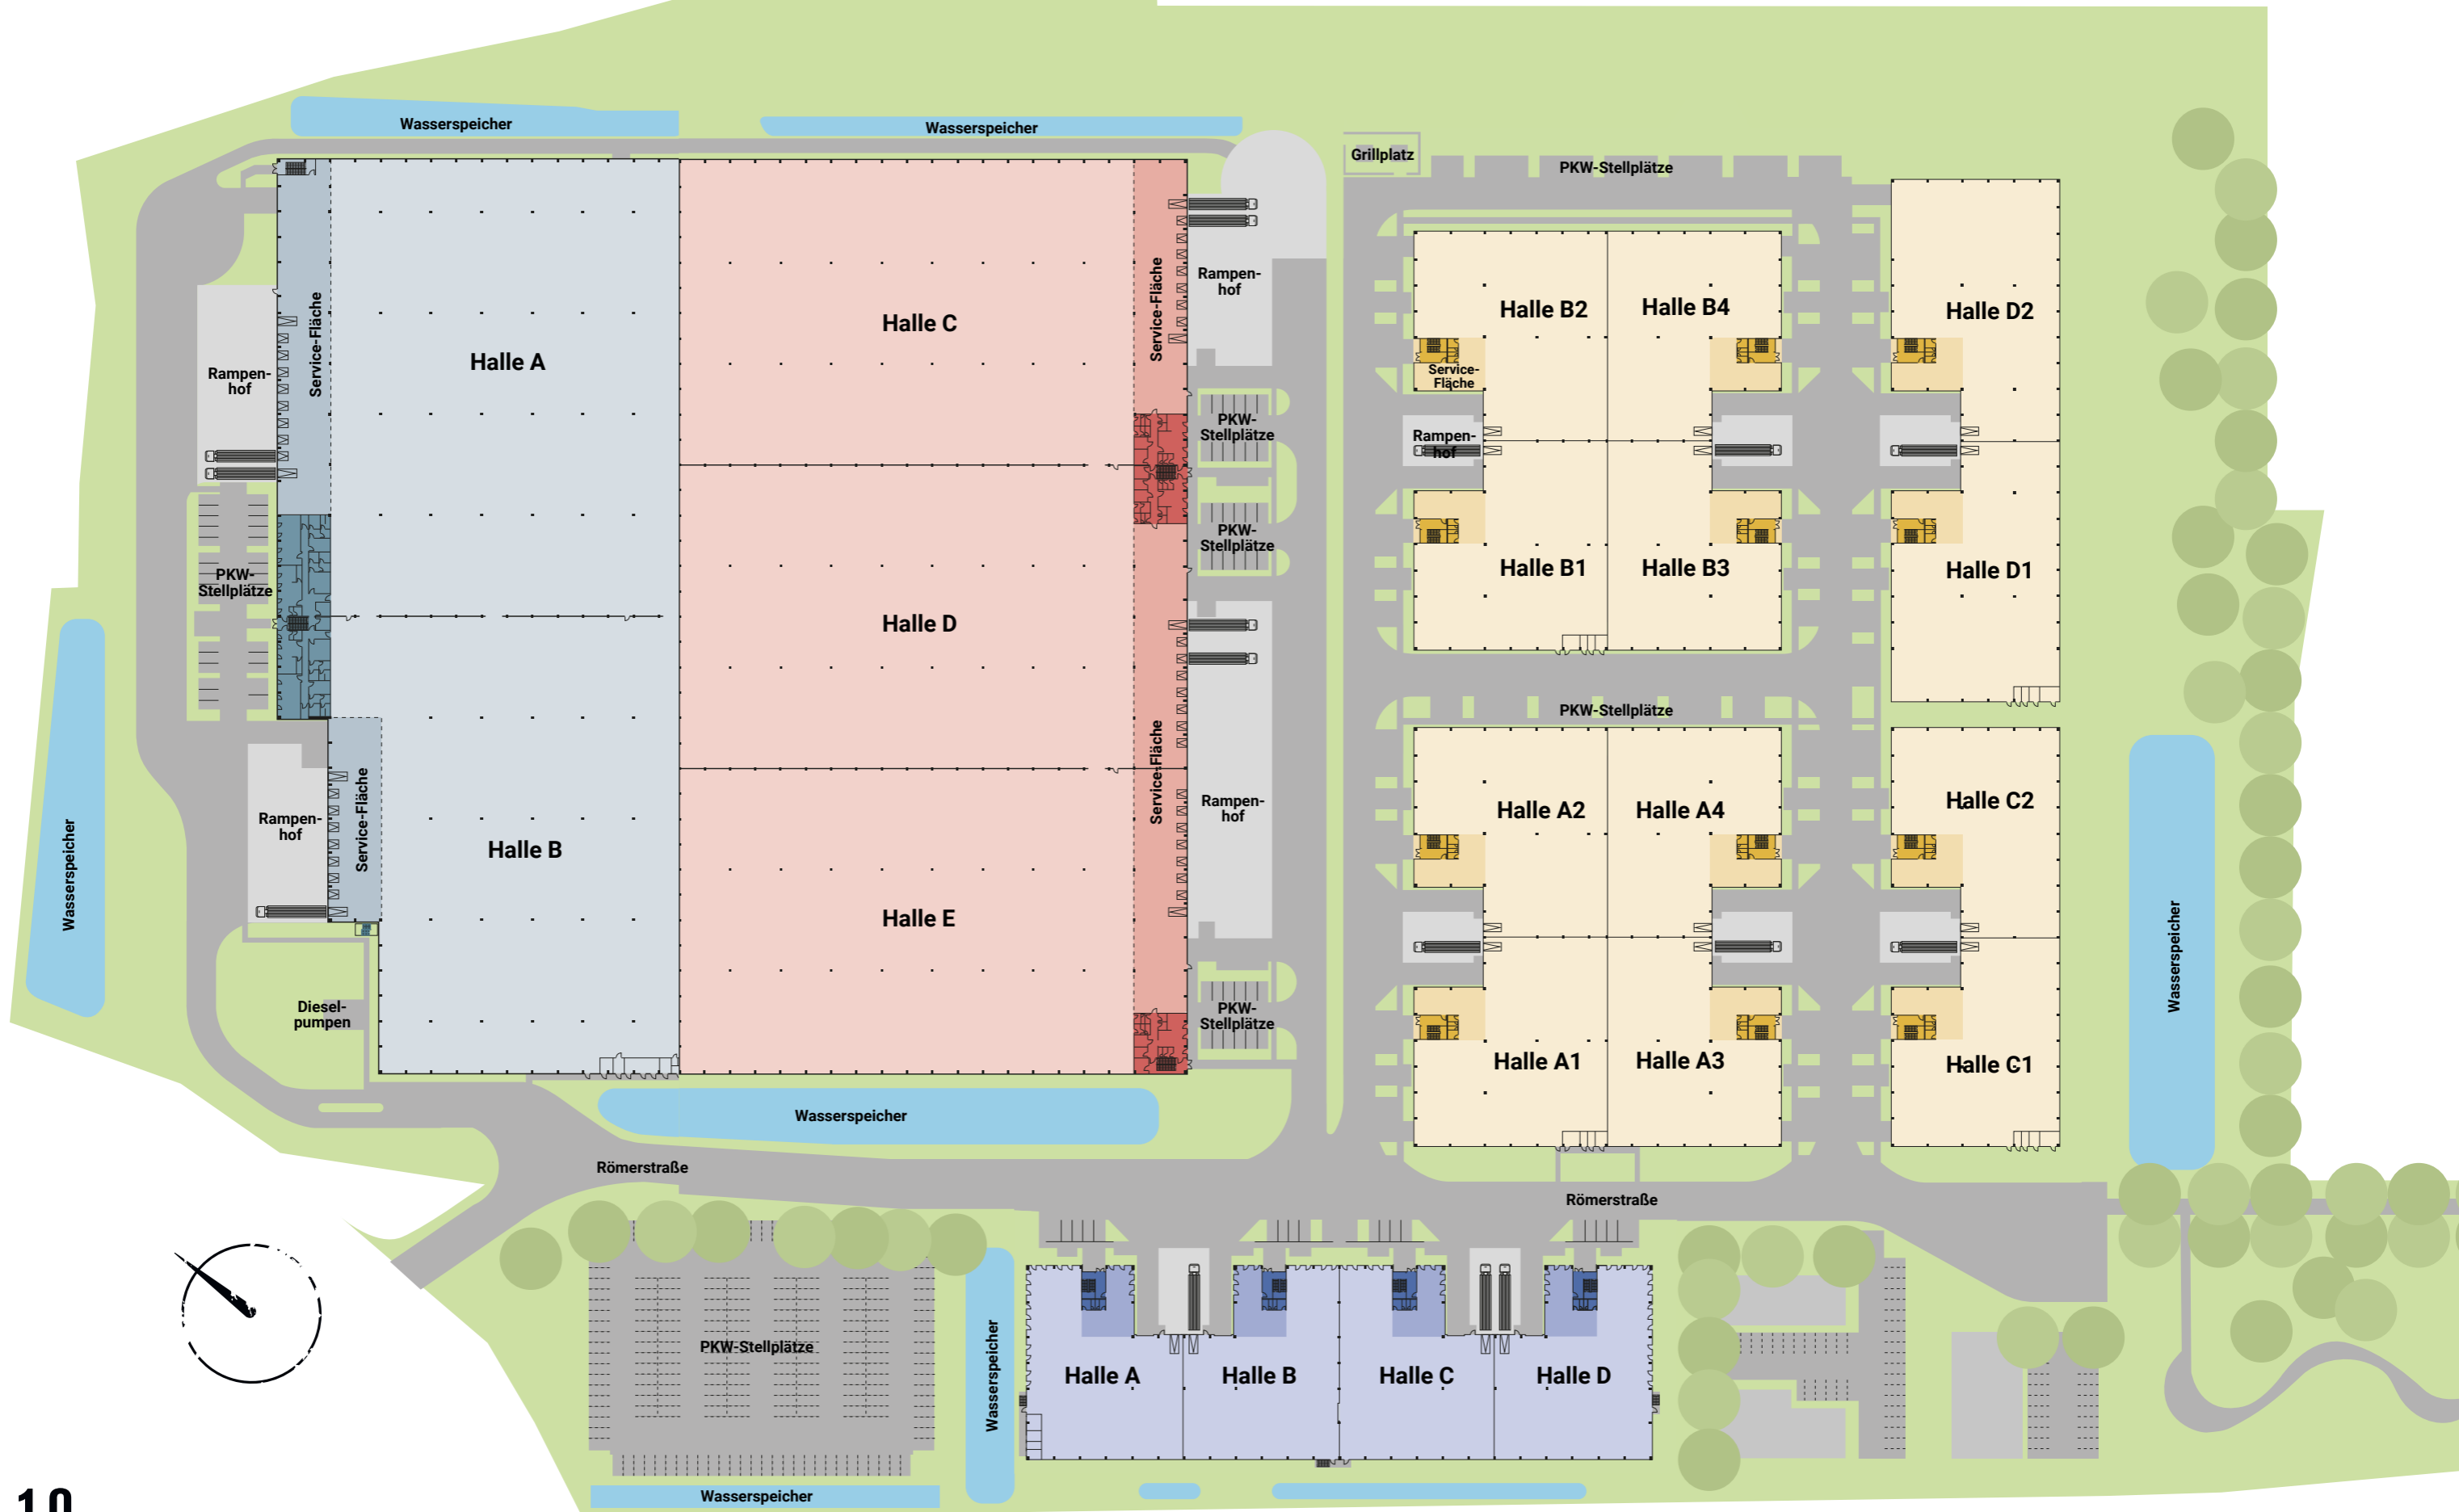 Wasserspeicher
Wasserspeicher
Grillplatz
PKW-Stellplätze
Halle A
Halle C
Service-Fläche
Service-Fläche
Rampen-
hof
Rampen-
hof
Halle B2
Halle B4
Halle D2
Service-
Fläche
Rampen-
hof
PKW-
Stellplätze
PKW-
Stellplätze
PKW-
Stellplätze
Halle B1
Halle B3
Halle D1
Halle D
PKW-Stellplätze
Service-Fläche
Service-Fläche
Rampen-
hof
Rampen-
hof
Halle B
Halle E
Halle A2
Halle A4
Halle C2
Wasserspeicher
Wasserspeicher
Diesel-
pumpen
PKW-
Stellplätze
Halle A1
Halle A3
Halle C1
Wasserspeicher
Römerstraße
Römerstraße
PKW-Stellplätze
Wasserspeicher
Halle A
Halle B
Halle C
Halle D
Wasserspeicher
10